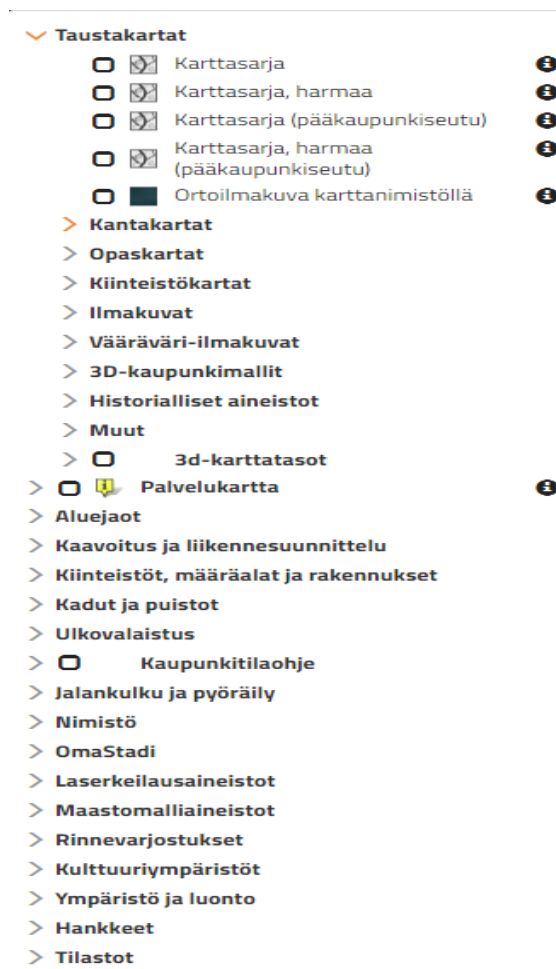 Taustakartat
Karttasarja
Karttasarja, harmaa
Karttasarja (pääkaupunkiseutu)
Karttasarja, harmaa
(pääkaupunkiseutu)
Ortoilmakuva karttanimistöllä
Kantakartat
Opaskartat
Kiinteistökartat
Ilmakuvat
Vääräväri-ilmakuvat
3D-kaupunkimallit
Historialliset aineistot
Muut
3d-karttatasot
Palvelukartta
Aluejaot
Kaavoitus ja liikennesuunnittelu
Kiinteistöt, määräalat ja rakennukset
Kadut ja puistot
Ulkovalaistus
Kaupunkitilaohje
Jalankulku ja pyöräily
Nimistö
OmaStadi
Laserkeilausaineistot
Maastomalliaineistot
Rinnevarjostukset
Kulttuuriympäristöt
Ympäristö ja luonto
Hankkeet
Tilastot